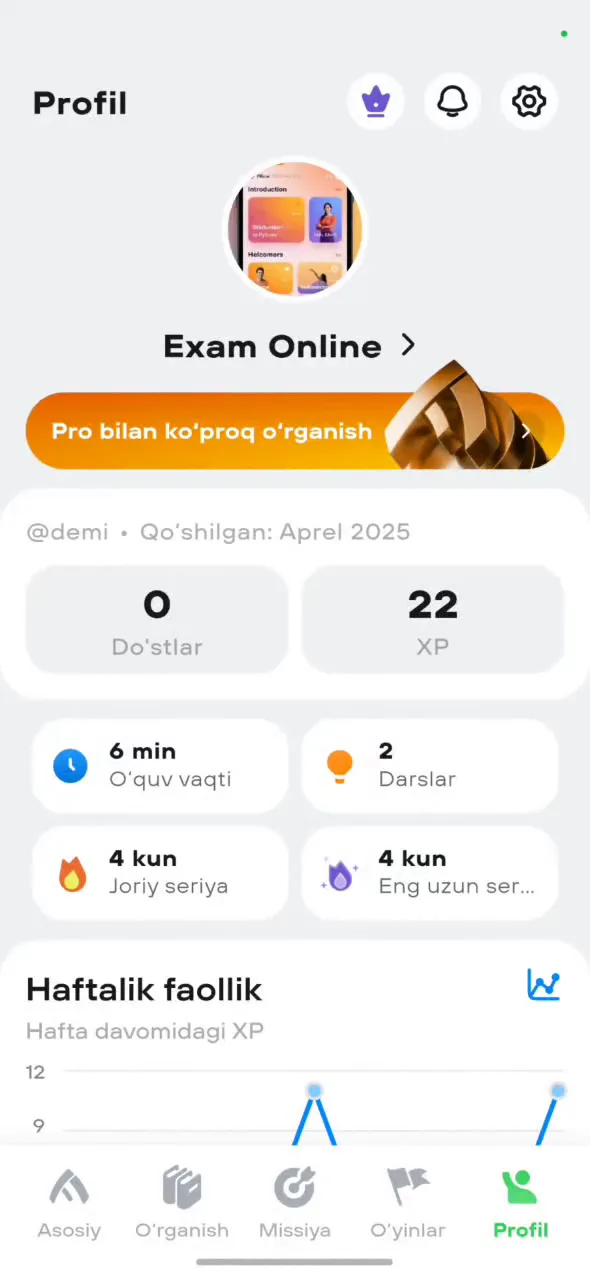 Profil
Introduction
Helcomers
Exam Online
Pro bilan ko‘proq o‘rganish
@demi • Qo‘shilgan: Aprel 2025
0
Do'stlar
22
XP
6 min
O‘quv vaqti
2
Darslar
4 kun
Joriy seriya
4 kun
Eng uzun ser...
Haftalik faollik
Hafta davomidagi XP
12
9
Asosiy
O‘rganish
Missiya
O‘yinlar
Profil